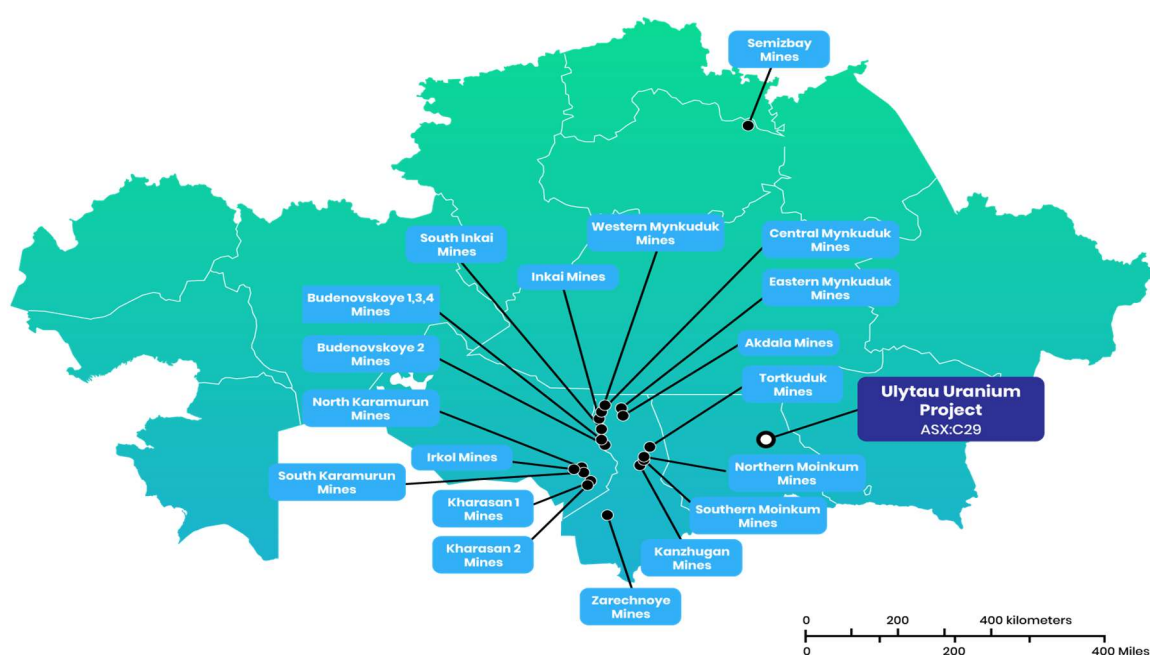 Semizbay
Mines
Western Mynkuduk
Mines
Central Mynkuduk
Mines
South Inkai
Mines
Inkai Mines
Eastern Mynkuduk
Mines
Budenovskoye 1,3,4
Mines
Akdala Mines
Budenovskoye 2
Mines
Tortkuduk
Mines
Ulytau Uranium
Project
ASX:C29
North Karamurun
Mines
Irkol Mines
Northern Moinkum
Mines
South Karamurun
Mines
Kharasan 1
Mines
Southern Moinkum
Mines
Kharasan 2
Mines
Kanzhugan
Mines
Zarechnoye
Mines
0 200 400 kilometers
0 200 400 Miles